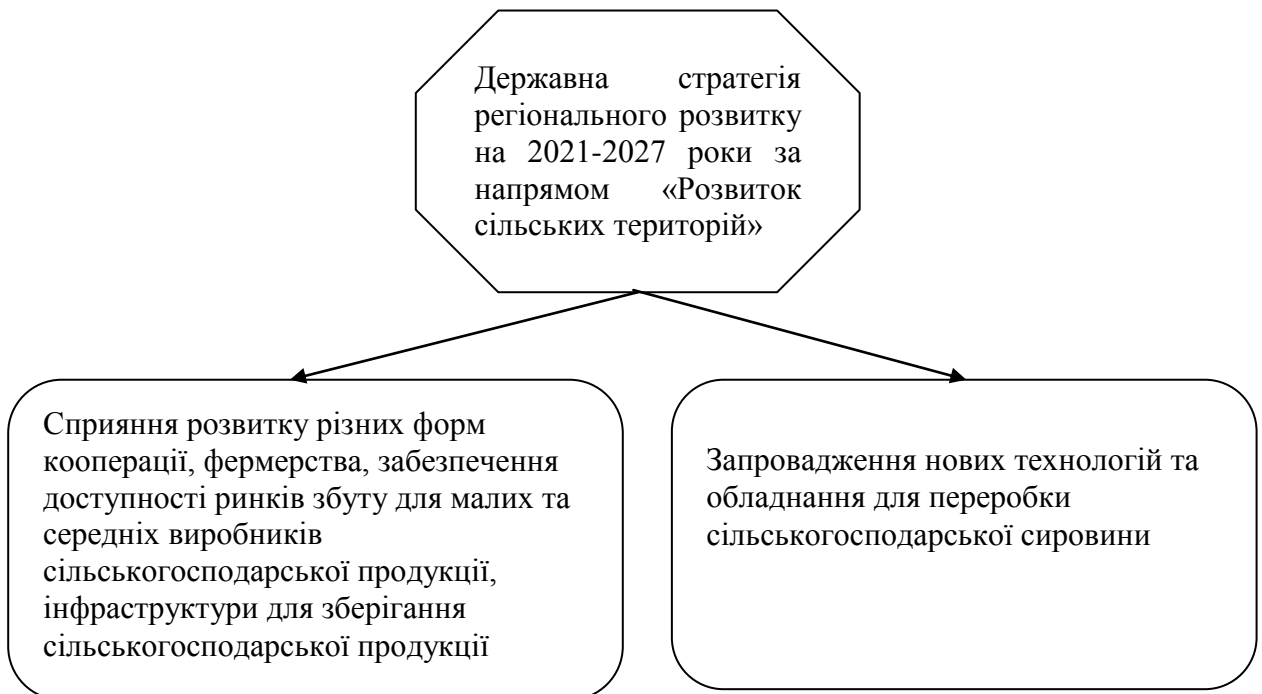 Державна стратегія
регіонального розвитку
на 2021-2027 роки за
напрямом «Розвиток
сільських територій»
Сприяння розвитку різних форм
кооперації, фермерства, забезпечення
доступності ринків збуту для малих та
середніх виробників
сільськогосподарської продукції,
інфраструктури для зберігання
сільськогосподарської продукції
Запровадження нових технологій та
обладнання для переробки
сільськогосподарської сировини